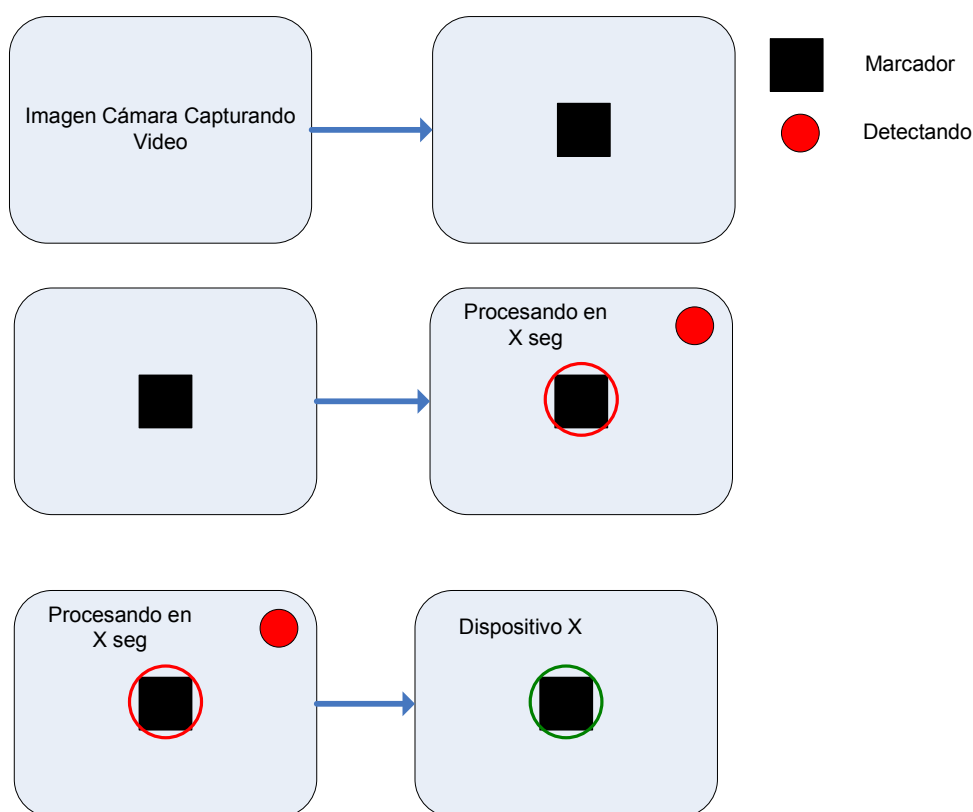 Imagen Cámara Capturando
Video
Marcador
Detectando
Procesando en
X seg
Procesando en
X seg
Dispositivo X